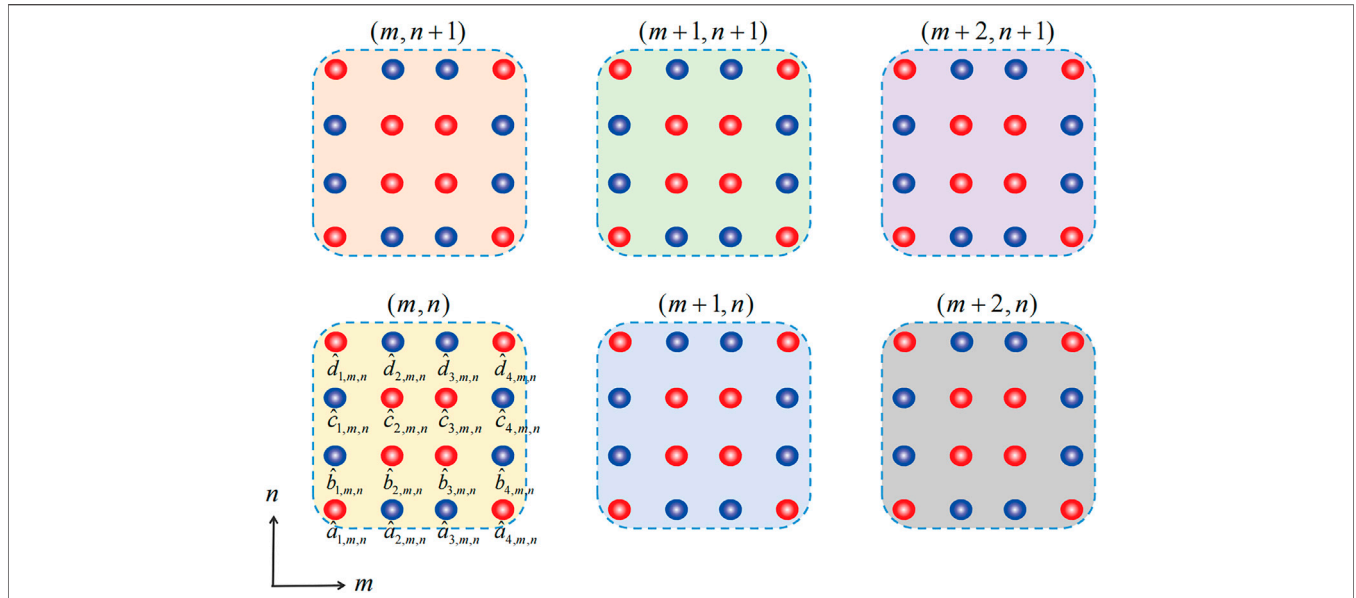 (m, n+1) (m+1, n+1) (m+2, n+1)
(m, n) (m+1, n) (m+2, n)
d̂₁,m,n d̂₂,m,n d̂₃,m,n d̂₄,m,n
ĉ₁,m,n ĉ₂,m,n ĉ₃,m,n ĉ₄,m,n
b̂₁,m,n b̂₂,m,n b̂₃,m,n b̂₄,m,n
n
â₁,m,n â₂,m,n â₃,m,n â₄,m,n
m